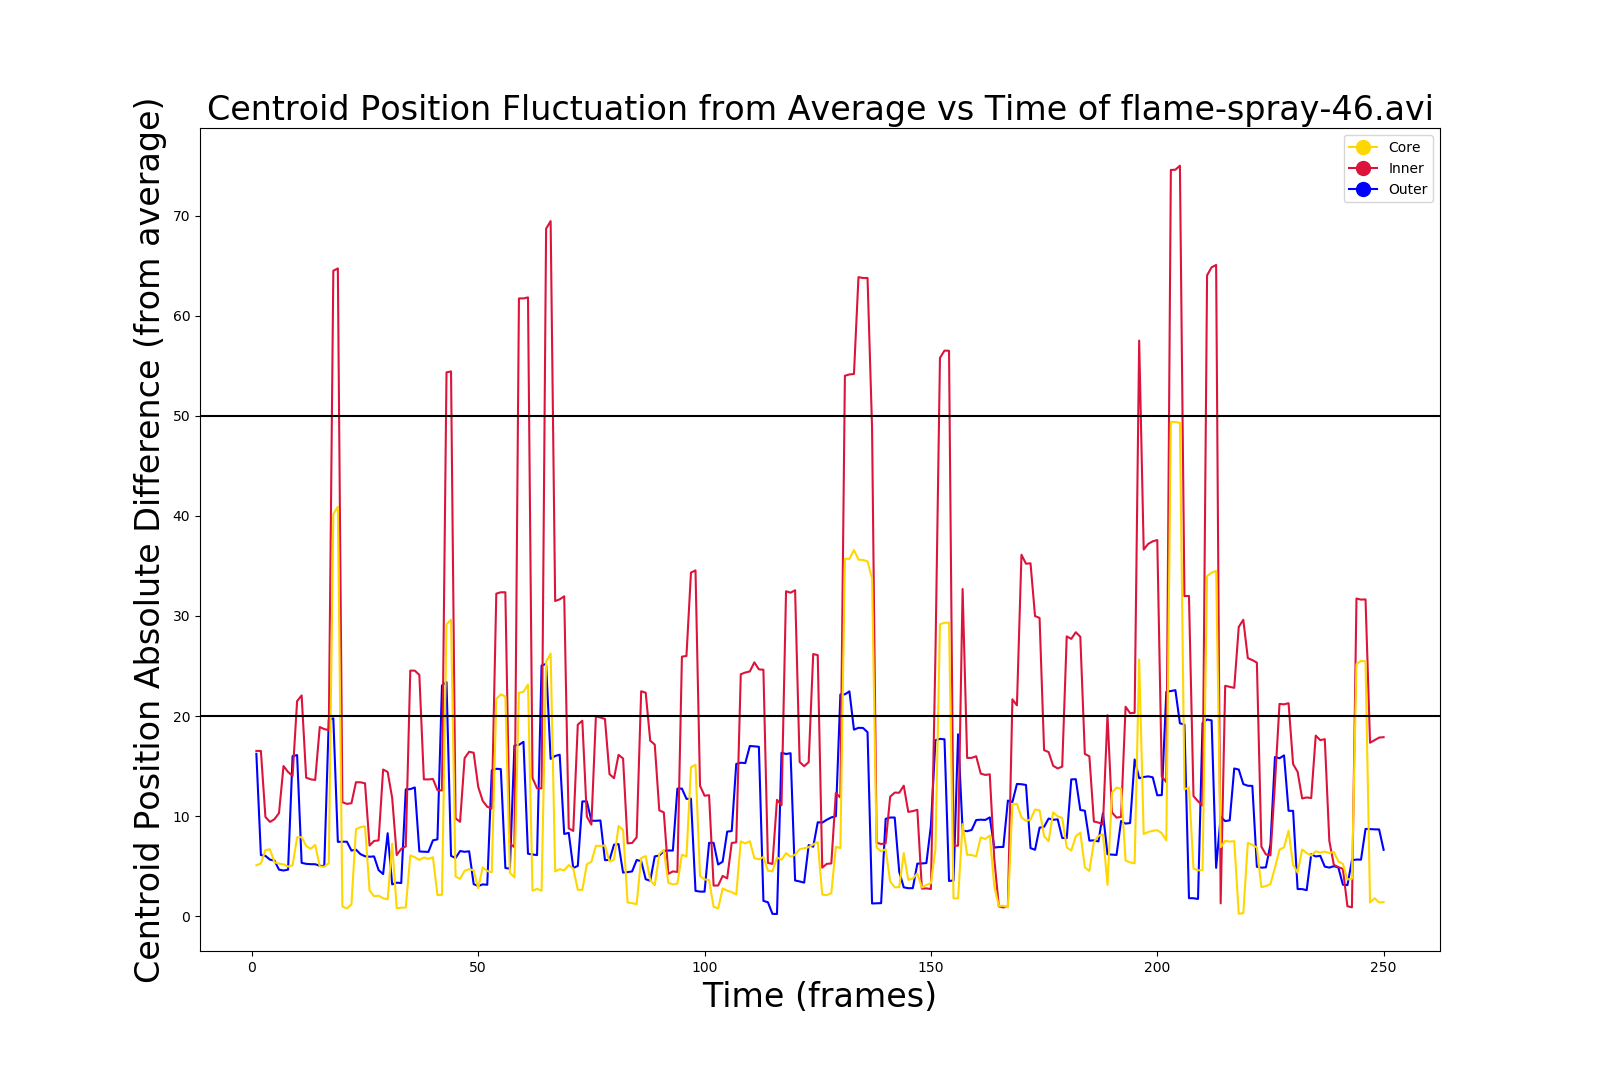 Centroid Position Fluctuation from Average vs Time of flame-spray-46.avi
Centroid Position Absolute Difference (from average)
Core
Inner
Outer
70
60
50
40
30
20
10
0
0 50 100 150 200 250
Time (frames)